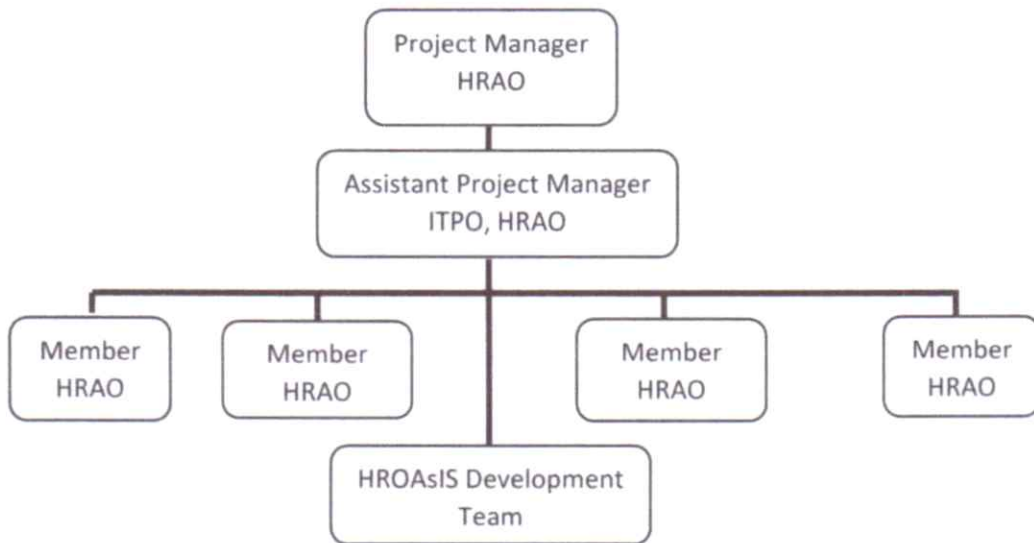 Project Manager
HRAO
Assistant Project Manager
ITPO, HRAO
Member
HRAO
Member
HRAO
Member
HRAO
Member
HRAO
HROAsIS Development
Team